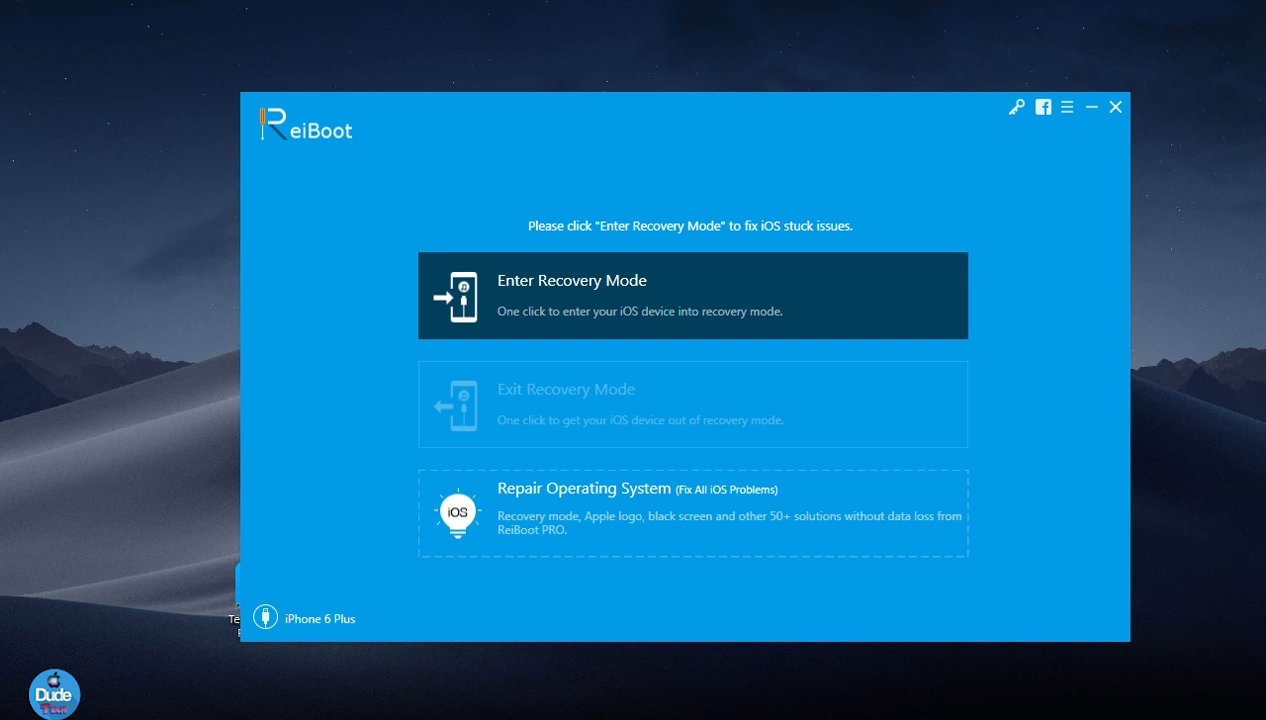 ReiBoot
Please click "Enter Recovery Mode" to fix iOS stuck issues.
Enter Recovery Mode
One click to enter your iOS device into recovery mode.
Exit Recovery Mode
One click to get your iOS device out of recovery mode.
Repair Operating System (Fix All iOS Problems)
iOS
Recovery mode, Apple logo, black screen and other 50+ solutions without data loss from
ReiBoot PRO.
Te
iPhone 6 Plus
Dude
Tech